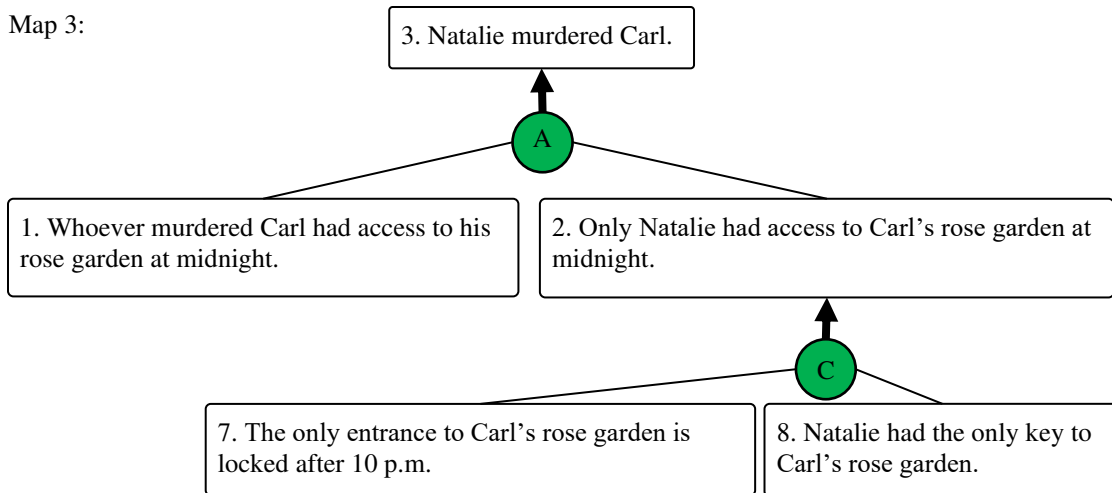 Map 3:
3. Natalie murdered Carl.
A
1. Whoever murdered Carl had access to his
rose garden at midnight.
2. Only Natalie had access to Carl’s rose garden at
midnight.
C
7. The only entrance to Carl’s rose garden is
locked after 10 p.m.
8. Natalie had the only key to
Carl’s rose garden.